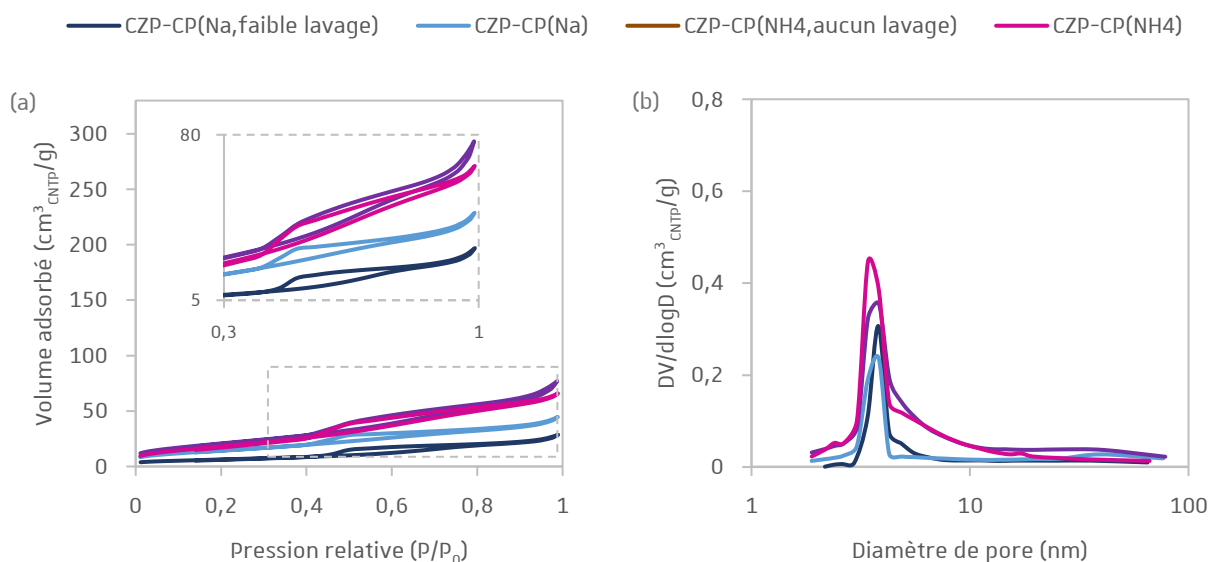 CZP-CP(Na,faible lavage) CZP-CP(Na) CZP-CP(NH4,aucun lavage) CZP-CP(NH4)
(a)
Volume adsorbé (cm³CNTP/g)
300
250
200
150
100
50
0
0 0,2 0,4 0,6 0,8 1
Pression relative (P/P₀)
80
5
0,3 1
(b)
DV/dlogD (cm³CNTP/g)
0,8
0,6
0,4
0,2
0
1 10 100
Diamètre de pore (nm)